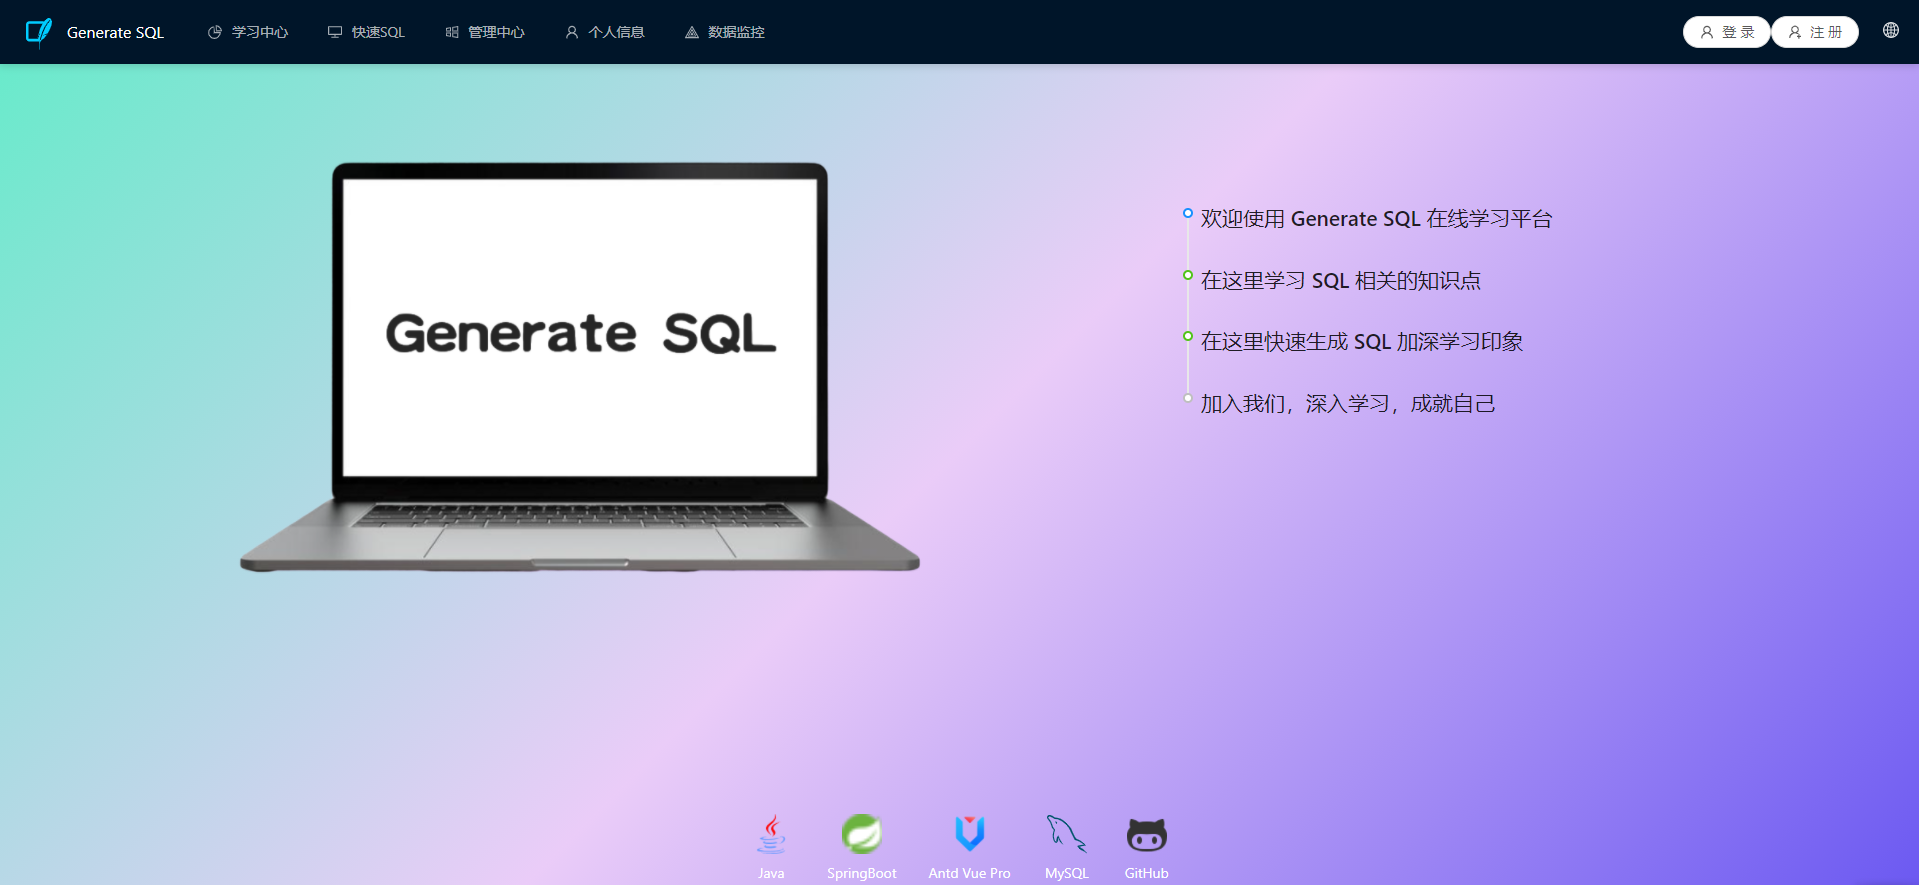 Generate SQL
学习中心
快速SQL
管理中心
个人信息
数据监控
登 录
注 册
Generate SQL
欢迎使用 Generate SQL 在线学习平台
在这里学习 SQL 相关的知识点
在这里快速生成 SQL 加深学习印象
加入我们，深入学习，成就自己
Java
SpringBoot
Antd Vue Pro
MySQL
GitHub